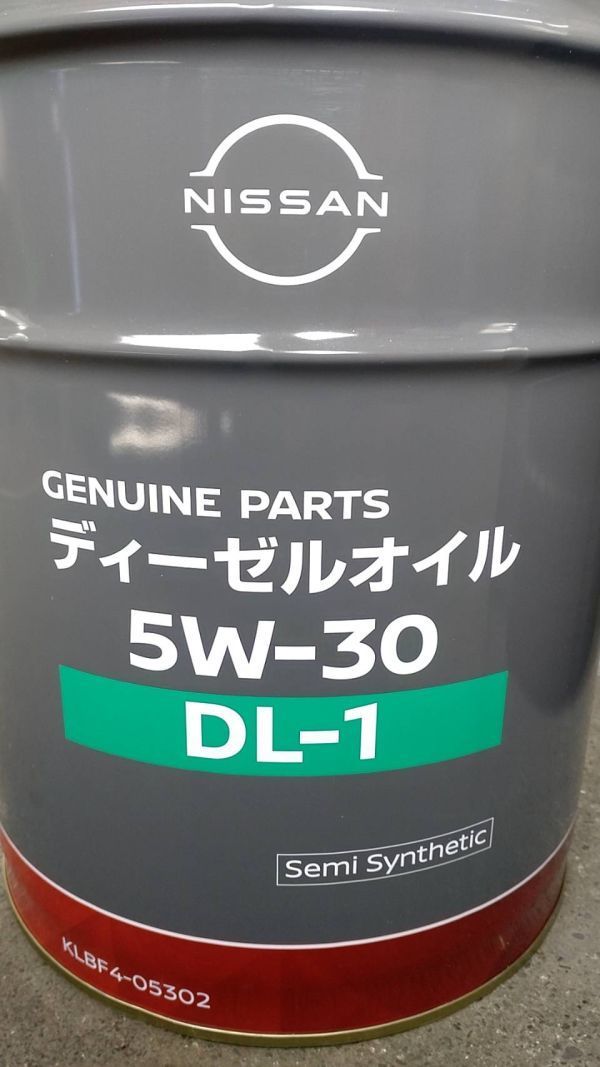 NISSAN
GENUINE PARTS
ディーゼルオイル
5W-30
DL-1
Semi Synthetic
KLBF4-05302